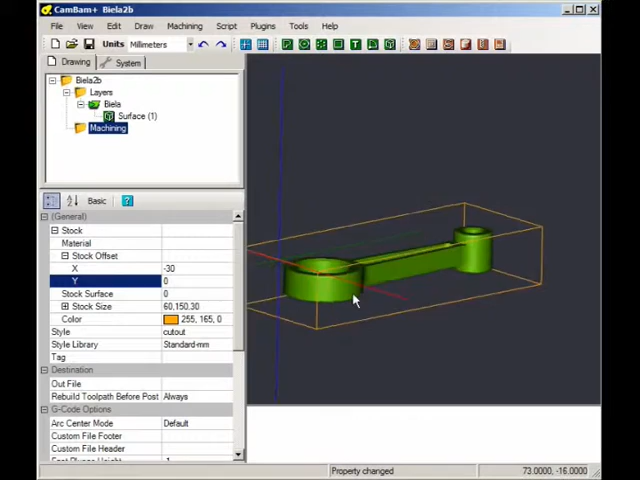 CamBam+ Biela2b
File View Edit Draw Machining Script Plugins Tools Help
Units Millimeters
Drawing System
Biela2b
Layers
Biela
Surface (1)
Machining
Basic
(General)
Stock
Material
Stock Offset
X -30
Y 0
Stock Surface 0
Stock Size 60,150,30
Color 255, 165, 0
Style cutout
Style Library Standard-mm
Tag
Destination
Out File
Rebuild Toolpath Before Post Always
G-Code Options
Arc Center Mode Default
Custom File Footer
Custom File Header
Property changed 73.0000, -16.0000